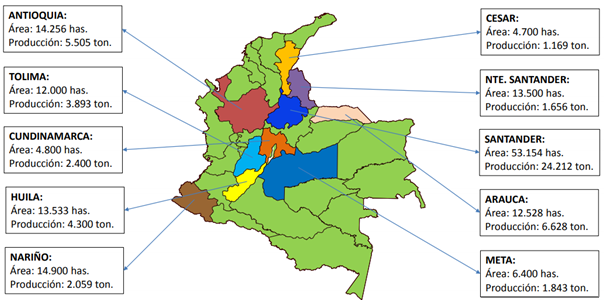 ANTIOQUIA:
Área: 14.256 has.
Producción: 5.505 ton.
TOLIMA:
Área: 12.000 has.
Producción: 3.893 ton.
CUNDINAMARCA:
Área: 4.800 has.
Producción: 2.400 ton.
HUILA:
Área: 13.533 has.
Producción: 4.300 ton.
NARIÑO:
Área: 14.900 has.
Producción: 2.059 ton.
CESAR:
Área: 4.700 has.
Producción: 1.169 ton.
NTE. SANTANDER:
Área: 13.500 has.
Producción: 1.656 ton.
SANTANDER:
Área: 53.154 has.
Producción: 24.212 ton.
ARAUCA:
Área: 12.528 has.
Producción: 6.628 ton.
META:
Área: 6.400 has.
Producción: 1.843 ton.